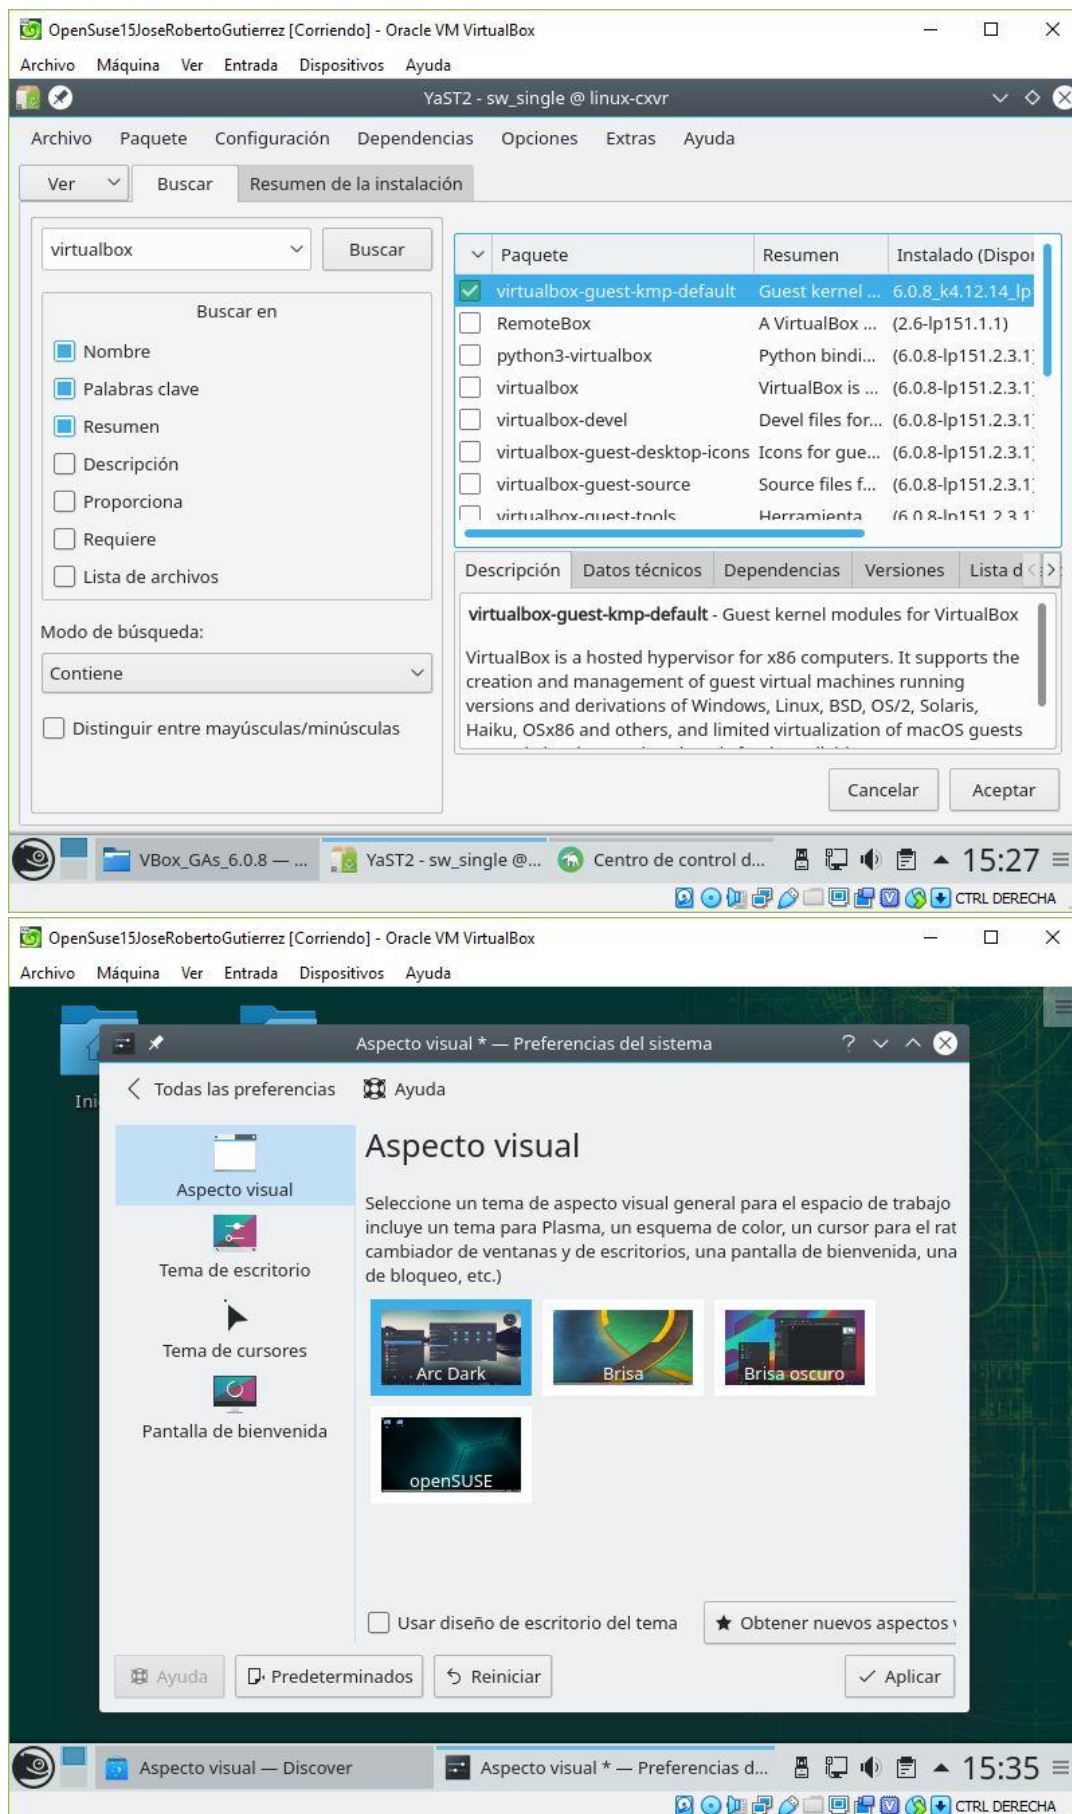 OpenSuse15JoseRobertoGutierrez [Corriendo] - Oracle VM VirtualBox
Archivo Máquina Ver Entrada Dispositivos Ayuda
YaST2 - sw_single @ linux-cxvr
Archivo Paquete Configuración Dependencias Opciones Extras Ayuda
Ver Buscar Resumen de la instalación
virtualbox Buscar
Buscar en
Nombre
Palabras clave
Resumen
Descripción
Proporciona
Requiere
Lista de archivos
Modo de búsqueda:
Contiene
Distinguir entre mayúsculas/minúsculas
Paquete Resumen Instalado (Dispor
virtualbox-guest-kmp-default Guest kernel ... 6.0.8_k4.12.14_lp
RemoteBox A VirtualBox ... (2.6-lp151.1.1)
python3-virtualbox Python bindi... (6.0.8-lp151.2.3.1)
virtualbox VirtualBox is ... (6.0.8-lp151.2.3.1)
virtualbox-devel Devel files for... (6.0.8-lp151.2.3.1)
virtualbox-guest-desktop-icons Icons for gue... (6.0.8-lp151.2.3.1)
virtualbox-guest-source Source files f... (6.0.8-lp151.2.3.1)
virtualbox-guest-tools Herramienta (6.0.8-lp151.2.3.1
Descripción Datos técnicos Dependencias Versiones Lista d
virtualbox-guest-kmp-default - Guest kernel modules for VirtualBox
VirtualBox is a hosted hypervisor for x86 computers. It supports the
creation and management of guest virtual machines running
versions and derivations of Windows, Linux, BSD, OS/2, Solaris,
Haiku, OSx86 and others, and limited virtualization of macOS guests
Cancelar Aceptar
VBox_GAs_6.0.8 — ... YaST2 - sw_single @... Centro de control d... 15:27
CTRL DERECHA
OpenSuse15JoseRobertoGutierrez [Corriendo] - Oracle VM VirtualBox
Archivo Máquina Ver Entrada Dispositivos Ayuda
Ini
Aspecto visual * — Preferencias del sistema
Todas las preferencias Ayuda
Aspecto visual
Tema de escritorio
Tema de cursores
Pantalla de bienvenida
Aspecto visual
Seleccione un tema de aspecto visual general para el espacio de trabajo
incluye un tema para Plasma, un esquema de color, un cursor para el rat
cambiador de ventanas y de escritorios, una pantalla de bienvenida, una
de bloqueo, etc.)
Arc Dark Brisa Brisa oscuro
openSUSE
Usar diseño de escritorio del tema Obtener nuevos aspectos v
Ayuda Predeterminados Reiniciar Aplicar
Aspecto visual — Discover Aspecto visual * — Preferencias d... 15:35
CTRL DERECHA